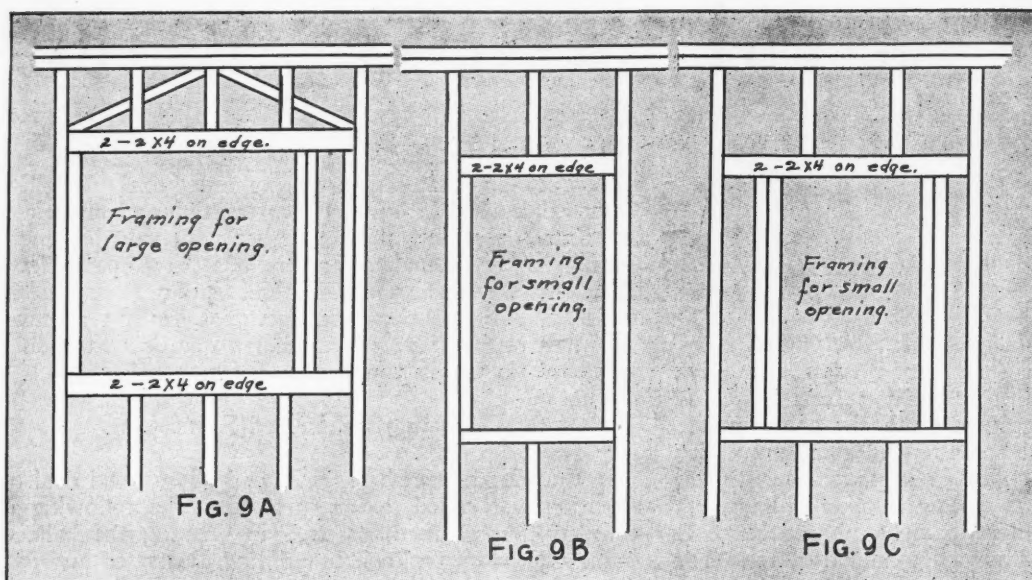 2-2x4 on edge.
Framing for
large opening.
2-2x4 on edge
FIG. 9A
2-2x4 on edge
Framing
for small
opening.
FIG. 9B
2-2x4 on edge.
Framing
for small
opening.
FIG. 9C